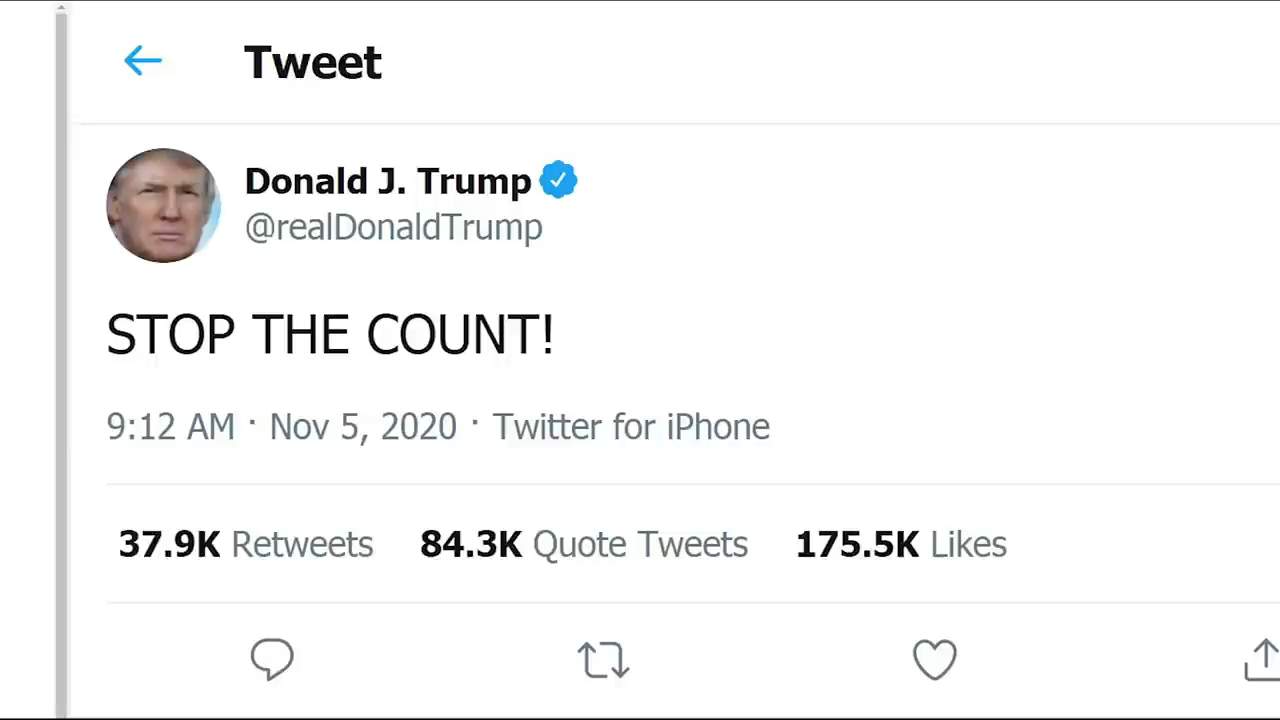 Tweet
Donald J. Trump
@realDonaldTrump
STOP THE COUNT!
9:12 AM · Nov 5, 2020 · Twitter for iPhone
37.9K Retweets 84.3K Quote Tweets 175.5K Likes